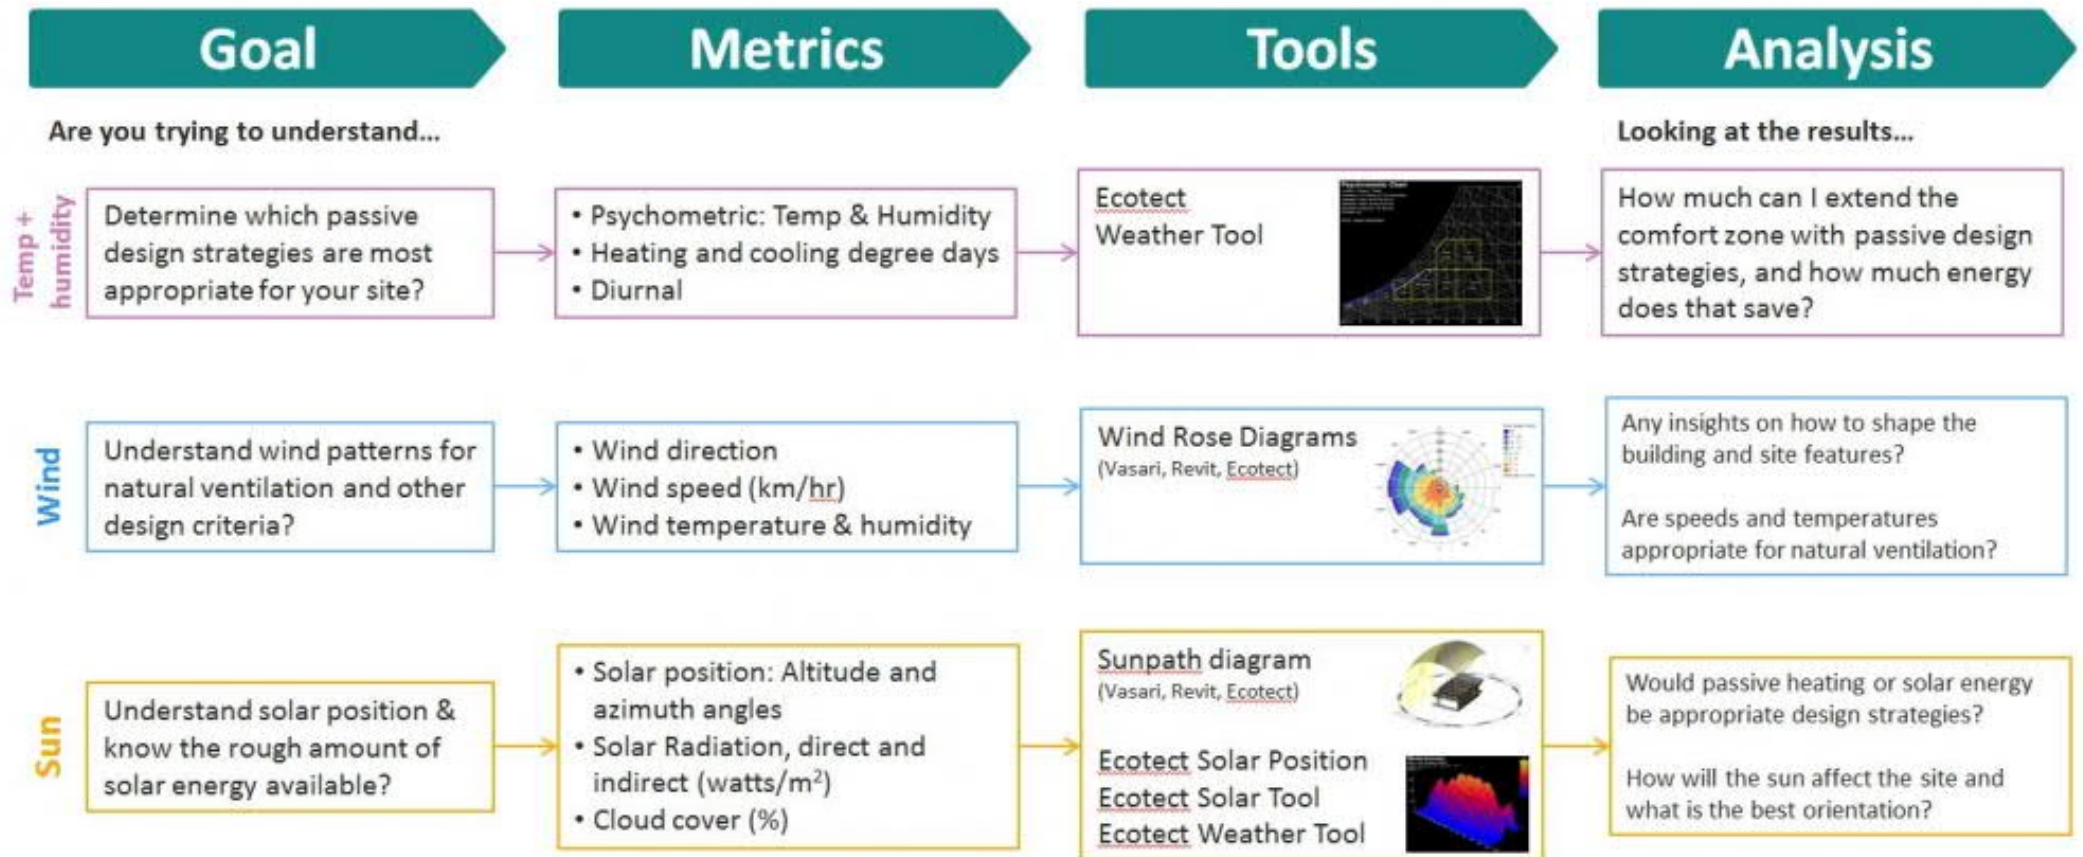 Goal
Metrics
Tools
Analysis
Are you trying to understand...
Looking at the results...
Temp +
humidity
Determine which passive
design strategies are most
appropriate for your site?
• Psychometric: Temp & Humidity
• Heating and cooling degree days
• Diurnal
Ecotect
Weather Tool
How much can I extend the
comfort zone with passive design
strategies, and how much energy
does that save?
Wind
Understand wind patterns for
natural ventilation and other
design criteria?
• Wind direction
• Wind speed (km/hr)
• Wind temperature & humidity
Wind Rose Diagrams
(Vasari, Revit, Ecotect)
Any insights on how to shape the
building and site features?
Are speeds and temperatures
appropriate for natural ventilation?
Sun
Understand solar position &
know the rough amount of
solar energy available?
• Solar position: Altitude and
azimuth angles
• Solar Radiation, direct and
indirect (watts/m²)
• Cloud cover (%)
Sunpath diagram
(Vasari, Revit, Ecotect)
Ecotect Solar Position
Ecotect Solar Tool
Ecotect Weather Tool
Would passive heating or solar energy
be appropriate design strategies?
How will the sun affect the site and
what is the best orientation?